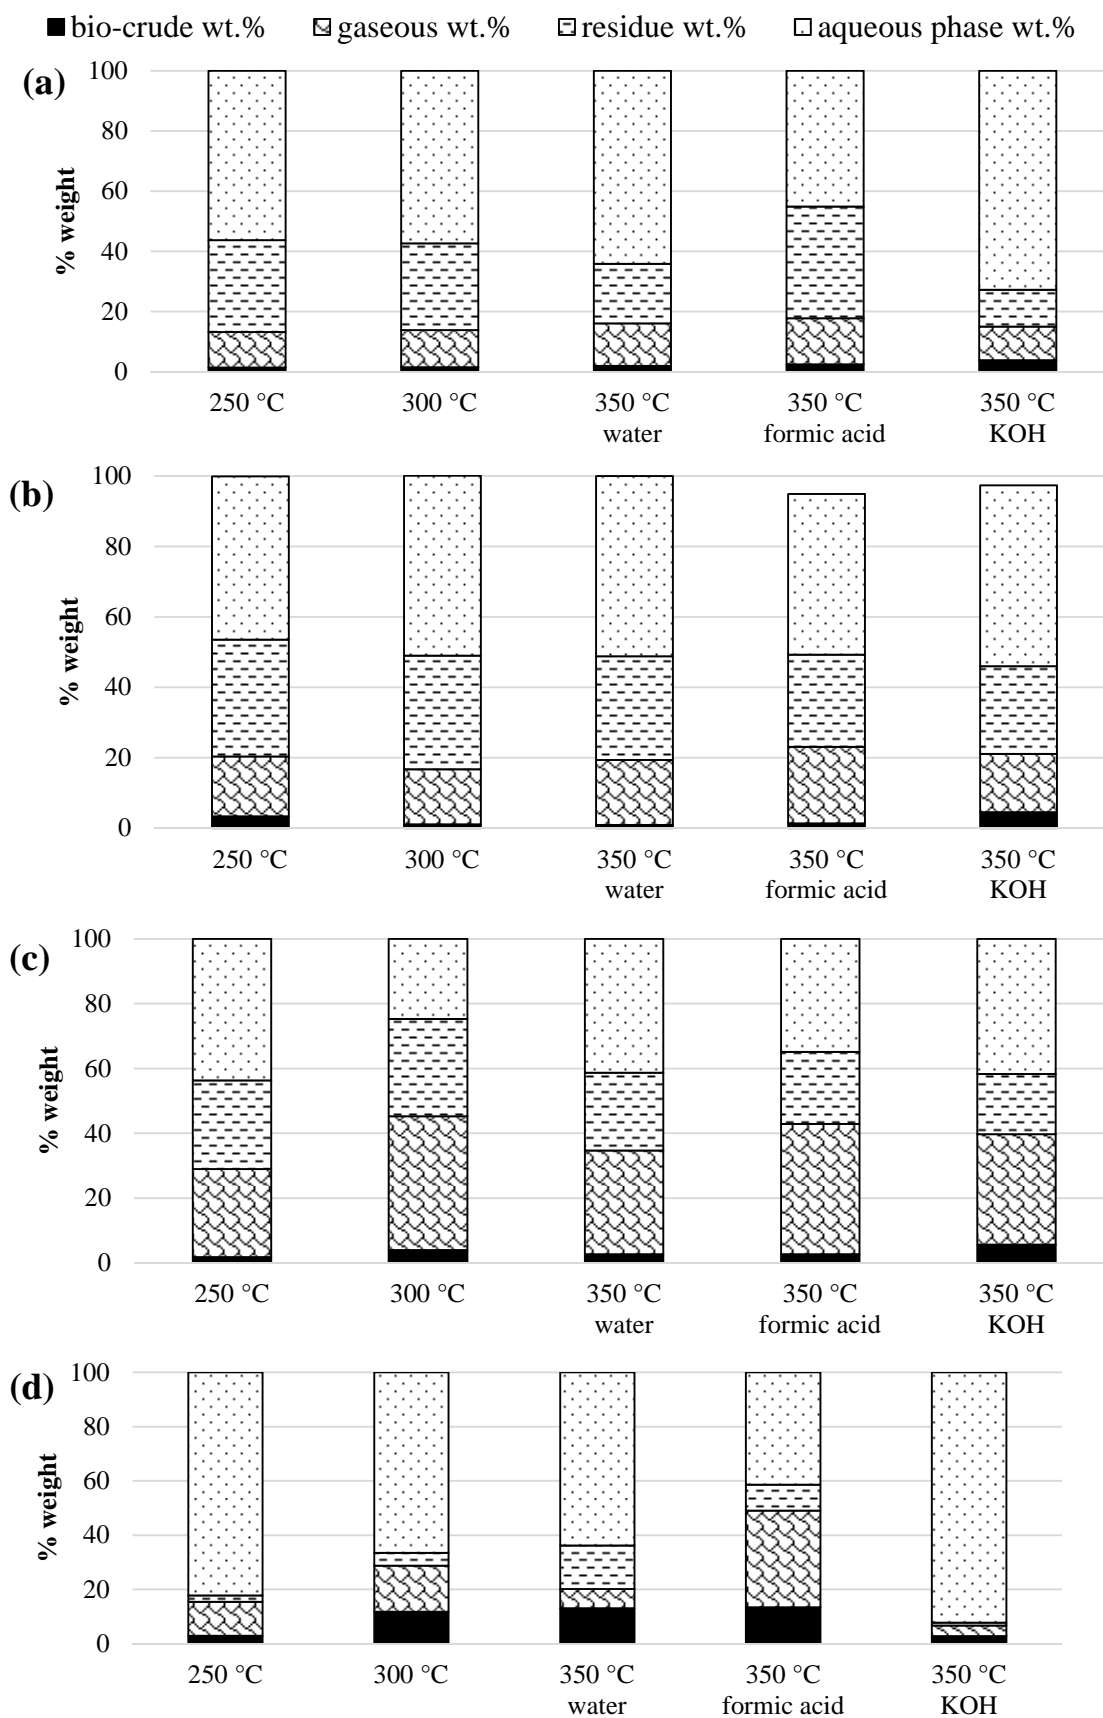 bio-crude wt.% gaseous wt.% residue wt.% aqueous phase wt.%
(a)
% weight
100
80
60
40
20
0
250 °C 300 °C 350 °C 350 °C 350 °C
water formic acid KOH
(b)
% weight
100
80
60
40
20
0
250 °C 300 °C 350 °C 350 °C 350 °C
water formic acid KOH
(c)
% weight
100
80
60
40
20
0
250 °C 300 °C 350 °C 350 °C 350 °C
water formic acid KOH
(d)
% weight
100
80
60
40
20
0
250 °C 300 °C 350 °C 350 °C 350 °C
water formic acid KOH